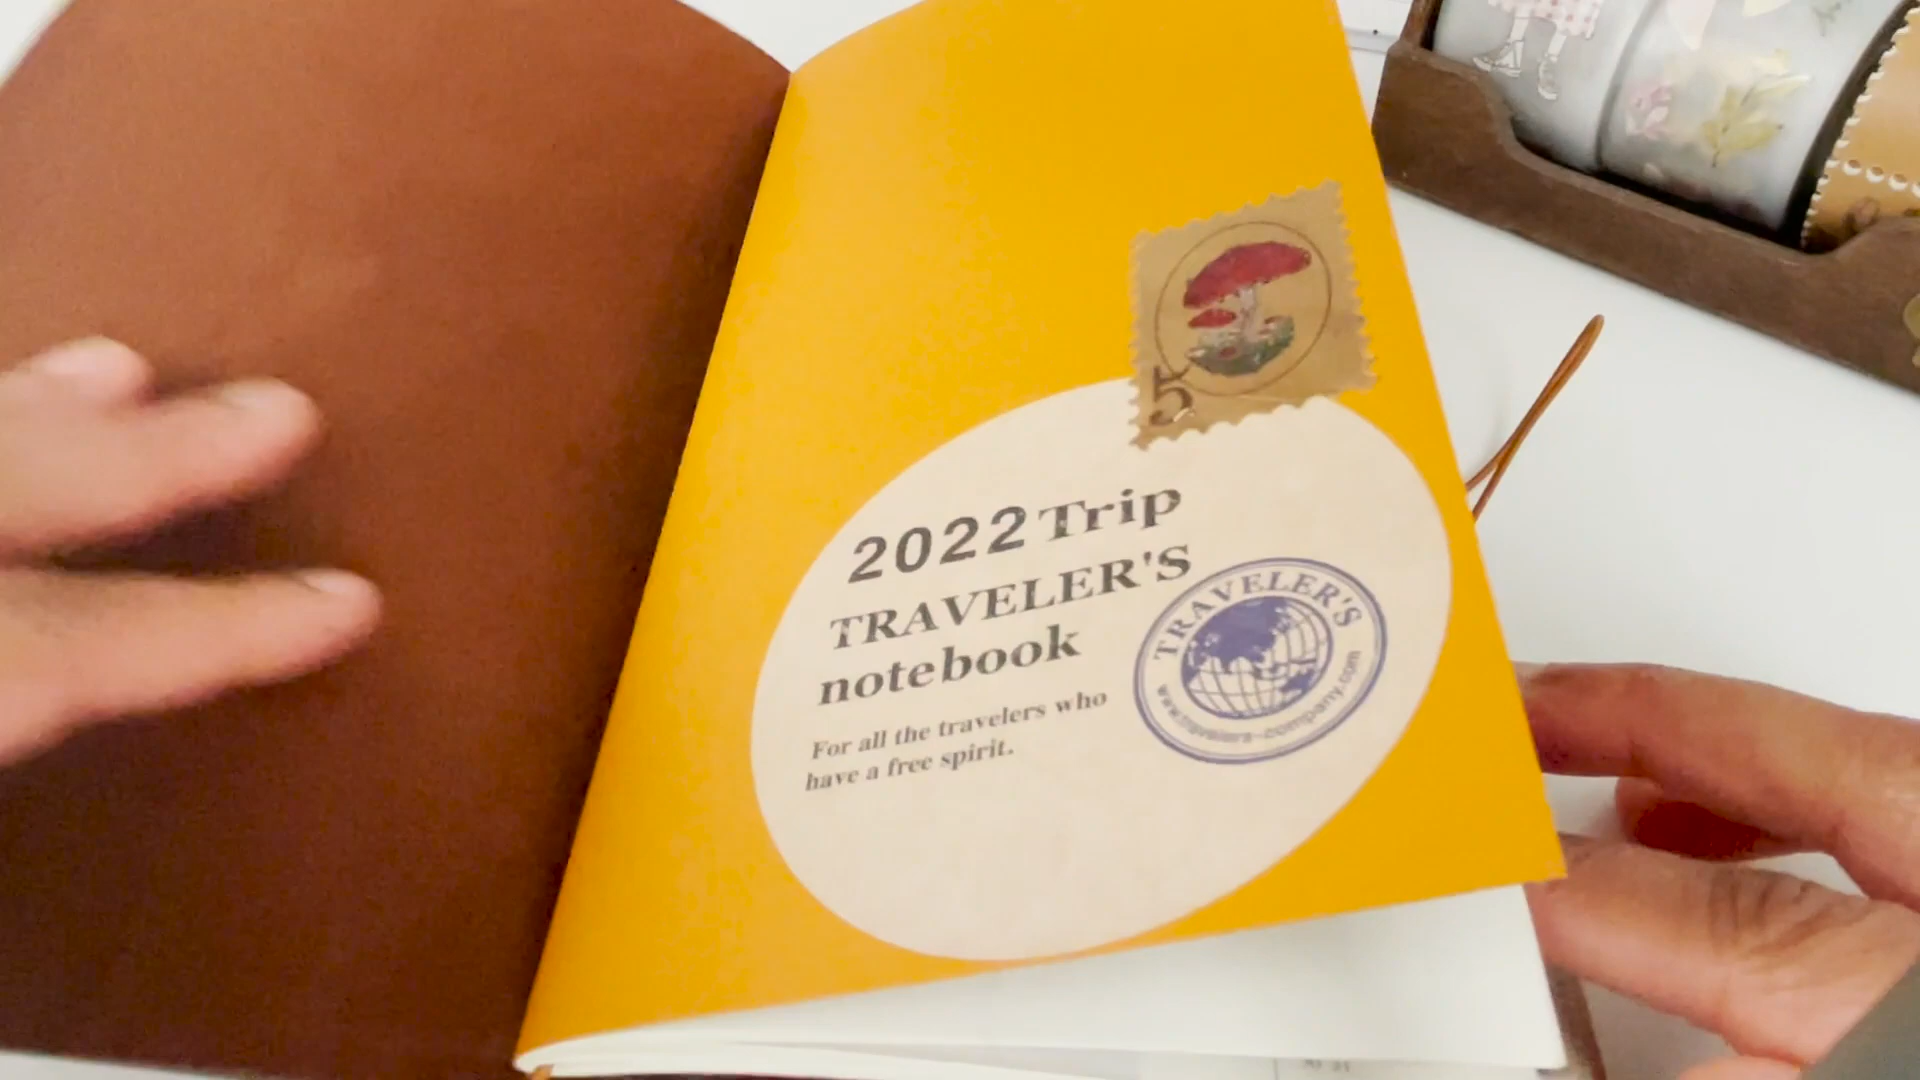 5
2022 Trip
TRAVELER'S
notebook
For all the travelers who
have a free spirit.
TRAVELER'S
www.travelers-company.com